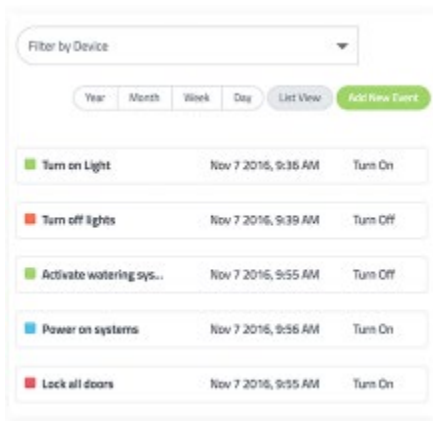 Filter by Device
Year Month Week Day List View Add New Event
Turn on Light Nov 7 2016, 9:36 AM Turn On
Turn off lights Nov 7 2016, 9:39 AM Turn Off
Activate watering sys... Nov 7 2016, 9:55 AM Turn Off
Power on systems Nov 7 2016, 9:56 AM Turn On
Lock all doors Nov 7 2016, 9:55 AM Turn On